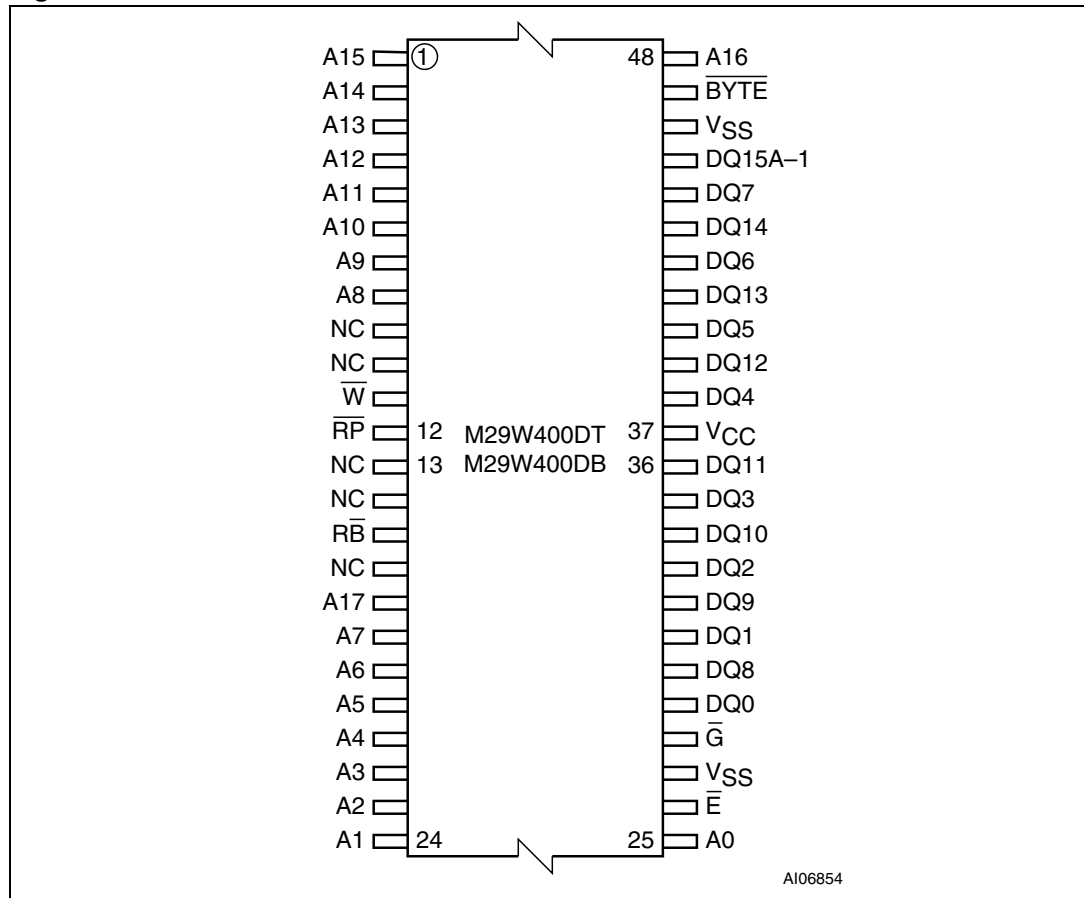 A15 ① 48 A16
A14 B̅Y̅T̅E̅
A13 VSS
A12 DQ15A–1
A11 DQ7
A10 DQ14
A9 DQ6
A8 DQ13
NC DQ5
NC DQ12
W̅ DQ4
R̅P̅ 12 M29W400DT 37 VCC
NC 13 M29W400DB 36 DQ11
NC DQ3
RB̅ DQ10
NC DQ2
A17 DQ9
A7 DQ1
A6 DQ8
A5 DQ0
A4 G̅
A3 VSS
A2 E̅
A1 24 25 A0
AI06854